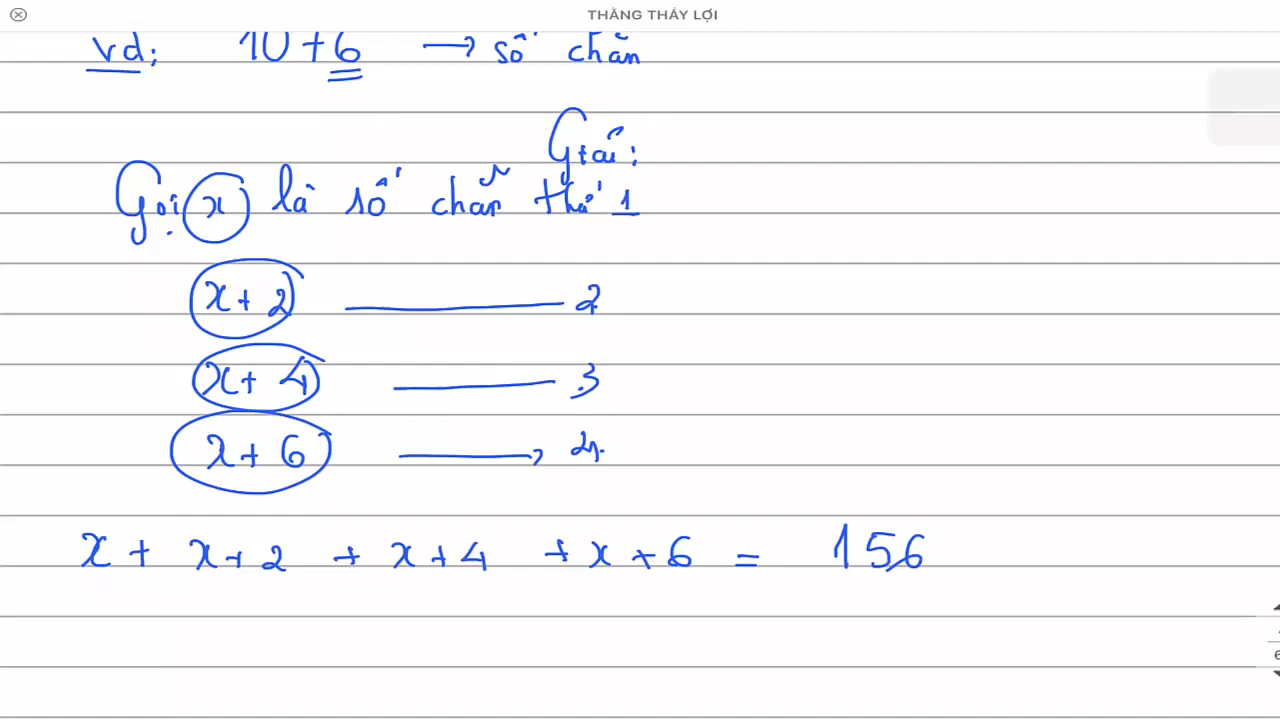 THẮNG THẦY LỢI
vd: 10 + 6 → số chẵn
Giải:
Gọi x là số chẵn thứ 1
x + 2 ——— 2
x + 4 ——— 3
x + 6 ——→ 4
x + x + 2 + x + 4 + x + 6 = 156